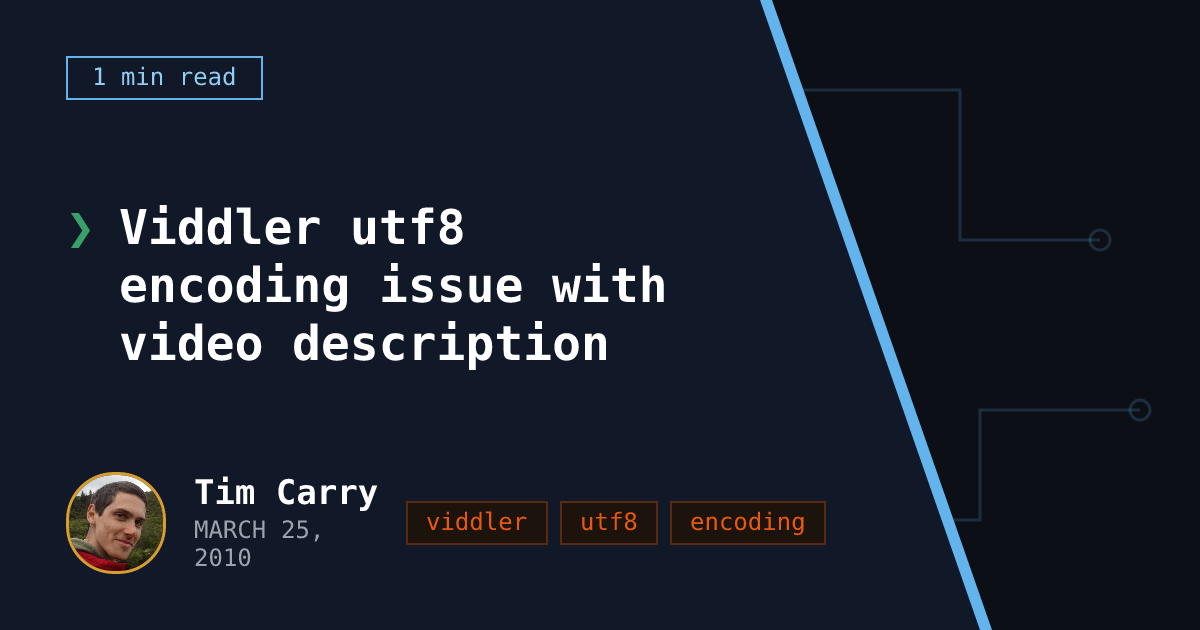 1 min read
❯ Viddler utf8
encoding issue with
video description
Tim Carry
MARCH 25,
2010
viddler utf8 encoding